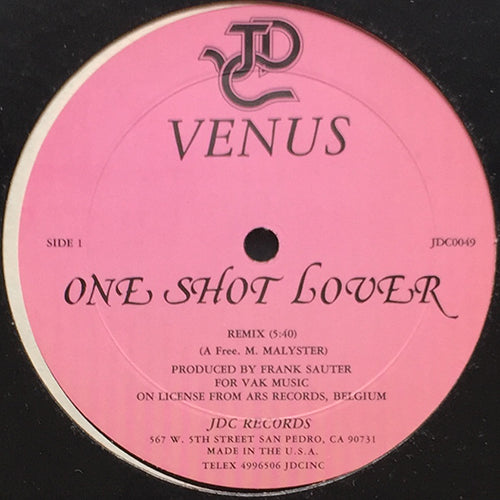 JDC
VENUS
SIDE 1
JDC0049
ONE SHOT LOVER
REMIX (5:40)
(A Free. M. MALYSTER)
PRODUCED BY FRANK SAUTER
FOR VAK MUSIC
ON LICENSE FROM ARS RECORDS, BELGIUM
JDC RECORDS
567 W. 5TH STREET SAN PEDRO, CA 90731
MADE IN THE U.S.A.
TELEX 4996506 JDCINC